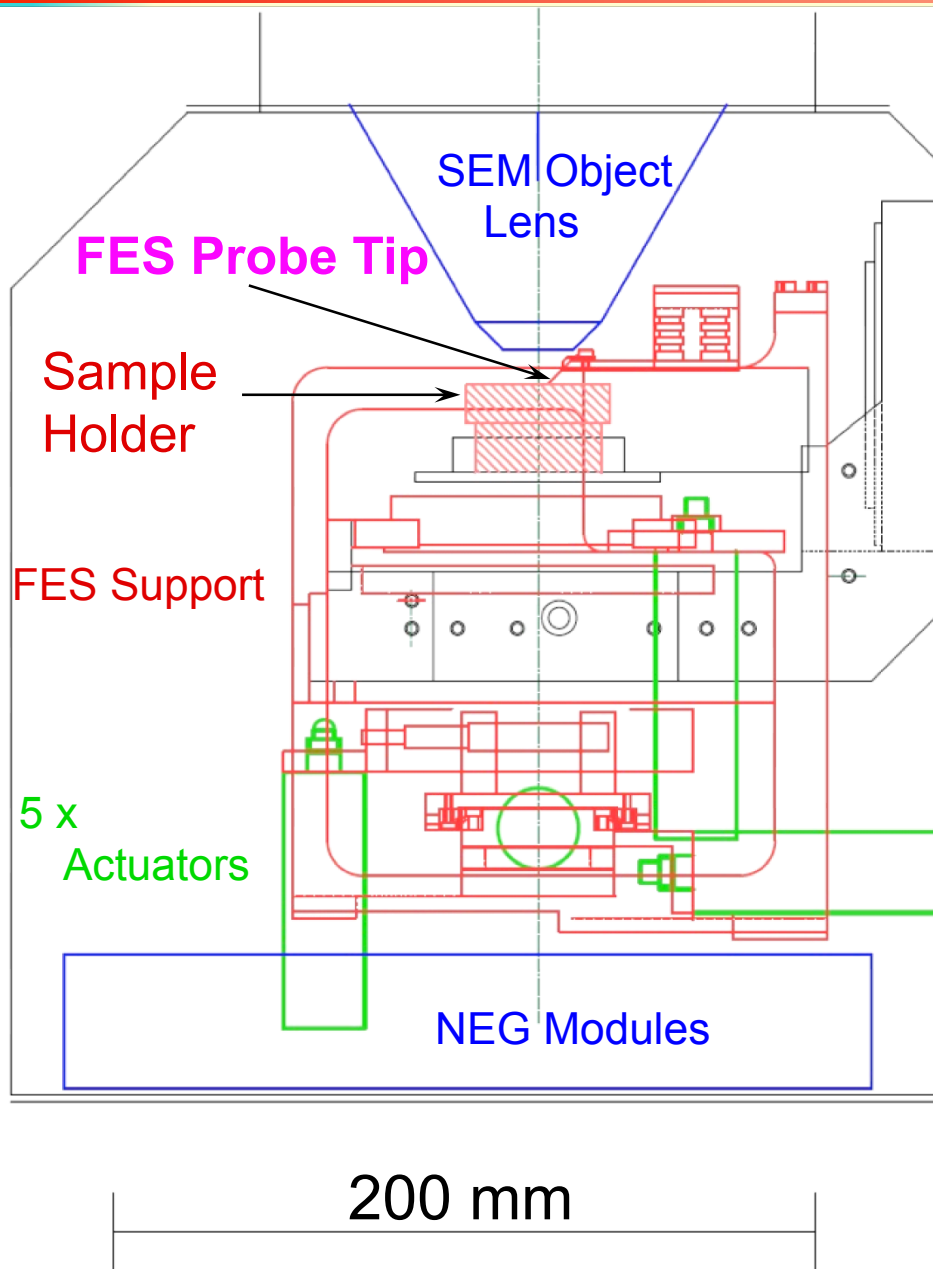 SEM Object
Lens
FES Probe Tip
Sample
Holder
FES Support
5 x
Actuators
NEG Modules
200 mm